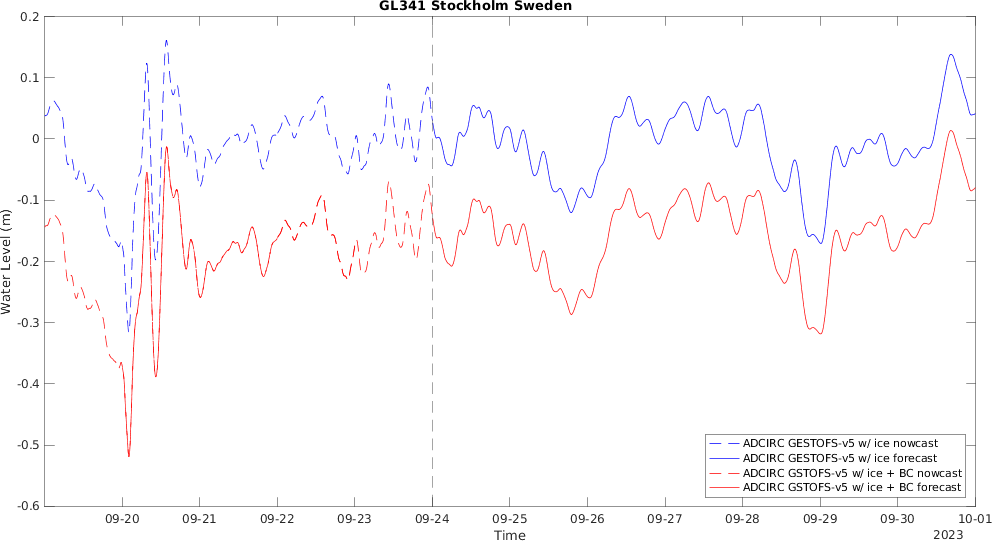 GL341 Stockholm Sweden
0.2
0.1
0
-0.1
-0.2
-0.3
-0.4
-0.5
-0.6
Water Level (m)
ADCIRC GESTOFS-v5 w/ ice nowcast
ADCIRC GESTOFS-v5 w/ ice forecast
ADCIRC GSTOFS-v5 w/ ice + BC nowcast
ADCIRC GSTOFS-v5 w/ ice + BC forecast
09-20 09-21 09-22 09-23 09-24 09-25 09-26 09-27 09-28 09-29 09-30 10-01
Time
2023